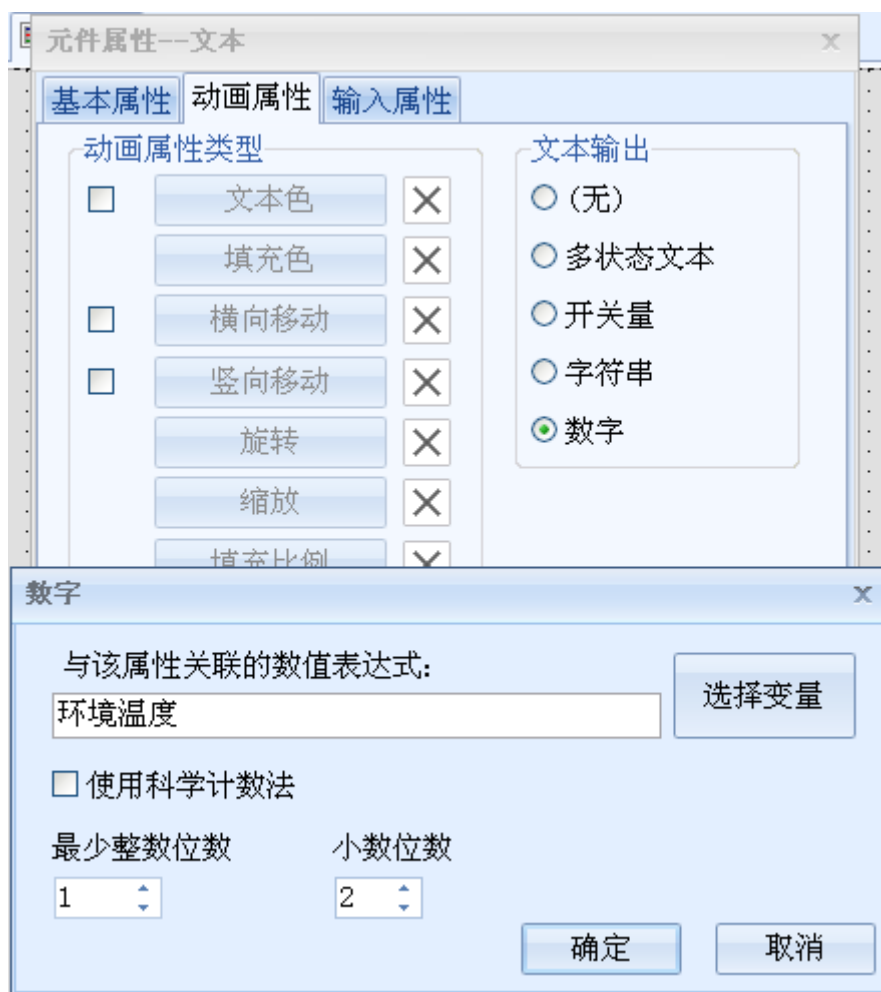 元件属性--文本
基本属性 动画属性 输入属性
动画属性类型
文本色
填充色
横向移动
竖向移动
旋转
缩放
填充比例
文本输出
(无)
多状态文本
开关量
字符串
数字
数字
与该属性关联的数值表达式:
环境温度
选择变量
使用科学计数法
最少整数位数 小数位数
1 2
确定 取消